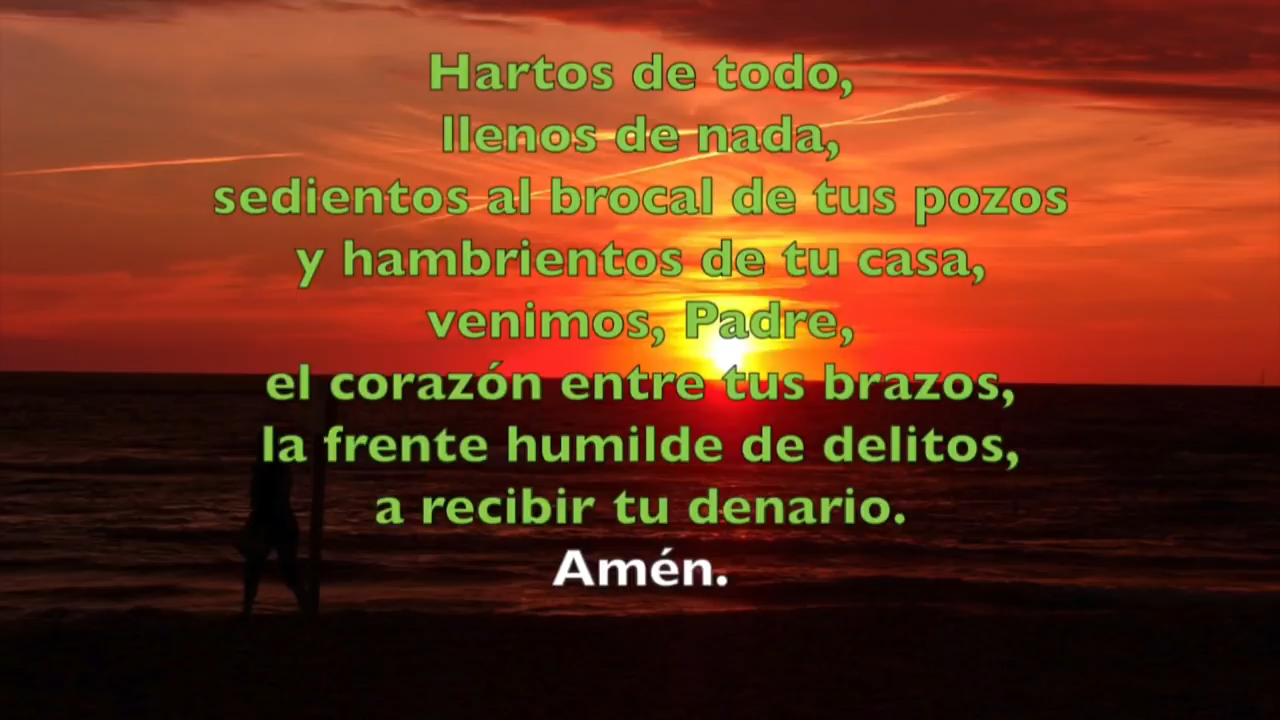 Hartos de todo,
llenos de nada,
sedientos al brocal de tus pozos
y hambrientos de tu casa,
venimos, Padre,
el corazón entre tus brazos,
la frente humilde de delitos,
a recibir tu denario.
Amén.